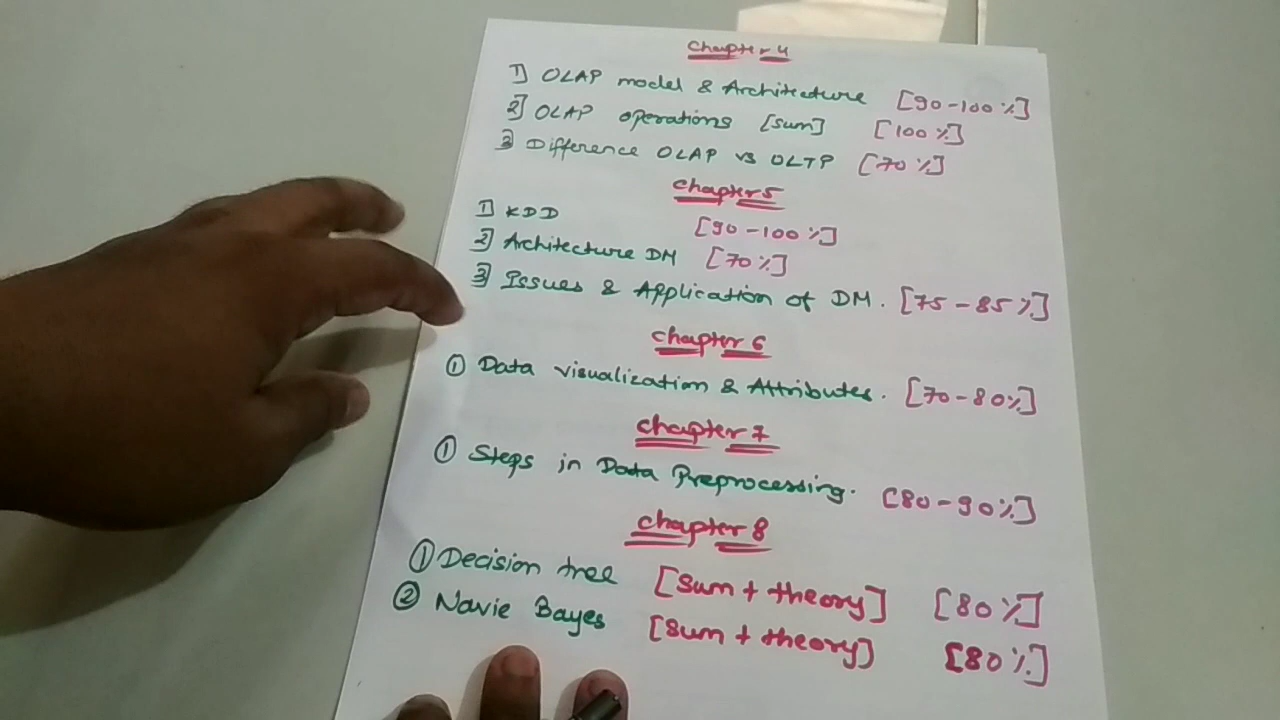 Chapter 4
1] OLAP model & Architecture [90-100%]
2] OLAP operations [sum] [100%]
3] Difference OLAP vs OLTP [70%]
Chapter 5
1] KDD [90-100%]
2] Architecture DM [70%]
3] Issues & Application of DM. [75-85%]
Chapter 6
① Data visualization & Attributes. [70-80%]
Chapter 7
① Steps in Data Preprocessing. [80-90%]
Chapter 8
① Decision tree [Sum + theory] [80%]
② Navie Bayes [Sum + theory] [80%]